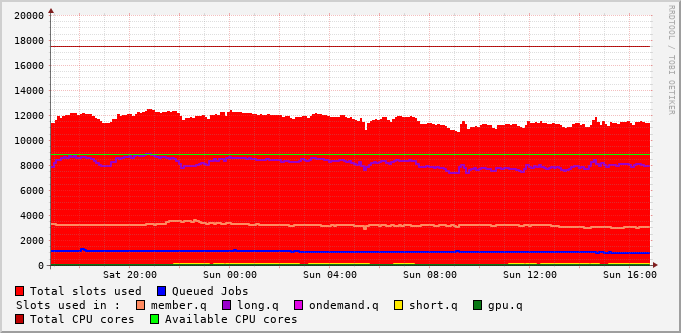 20000
18000
16000
14000
12000
10000
8000
6000
4000
2000
0
Sat 20:00 Sun 00:00 Sun 04:00 Sun 08:00 Sun 12:00 Sun 16:00
RRDTOOL / TOBI OETIKER
Total slots used Queued Jobs
Slots used in : member.q long.q ondemand.q short.q gpu.q
Total CPU cores Available CPU cores